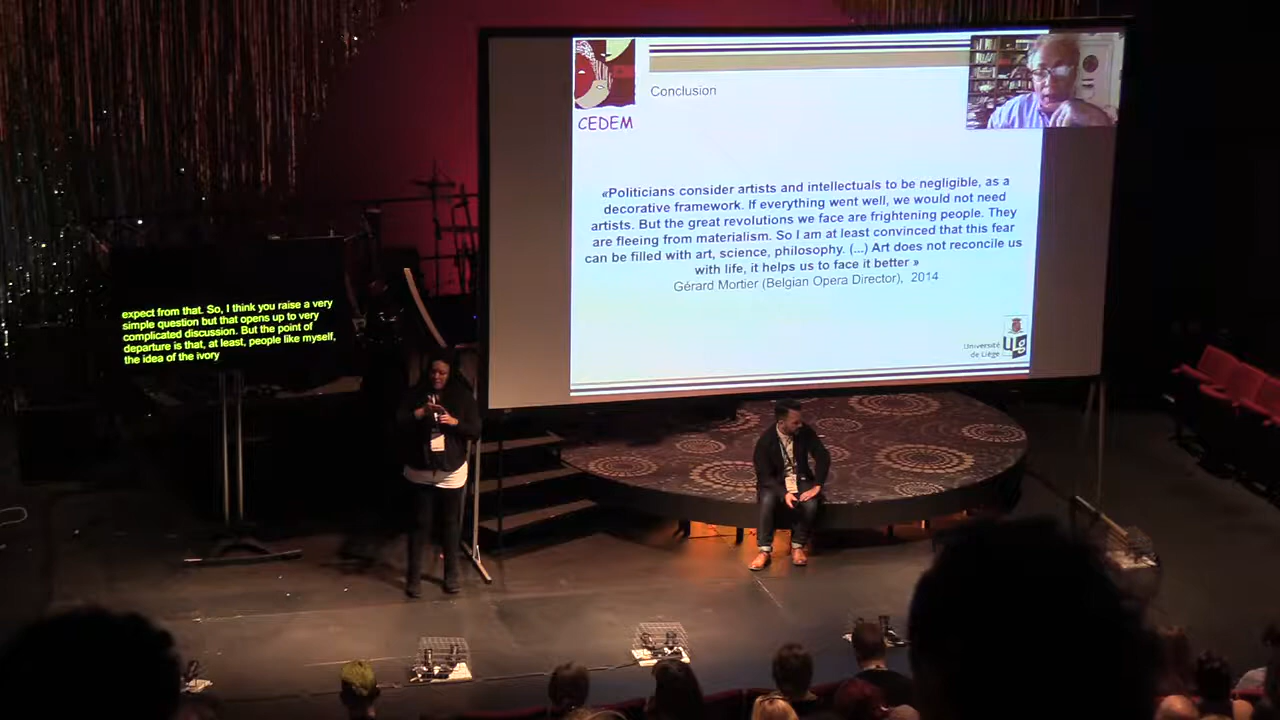 CEDEM
Conclusion
«Politicians consider artists and intellectuals to be negligible, as a
decorative framework. If everything went well, we would not need
artists. But the great revolutions we face are frightening people. They
are fleeing from materialism. So I am at least convinced that this fear
can be filled with art, science, philosophy. (...) Art does not reconcile us
with life, it helps us to face it better »
Gérard Mortier (Belgian Opera Director), 2014
Université
de Liège
expect from that. So, I think you raise a very
simple question but that opens up to very
complicated discussion. But the point of
departure is that, at least, people like myself,
the idea of the ivory